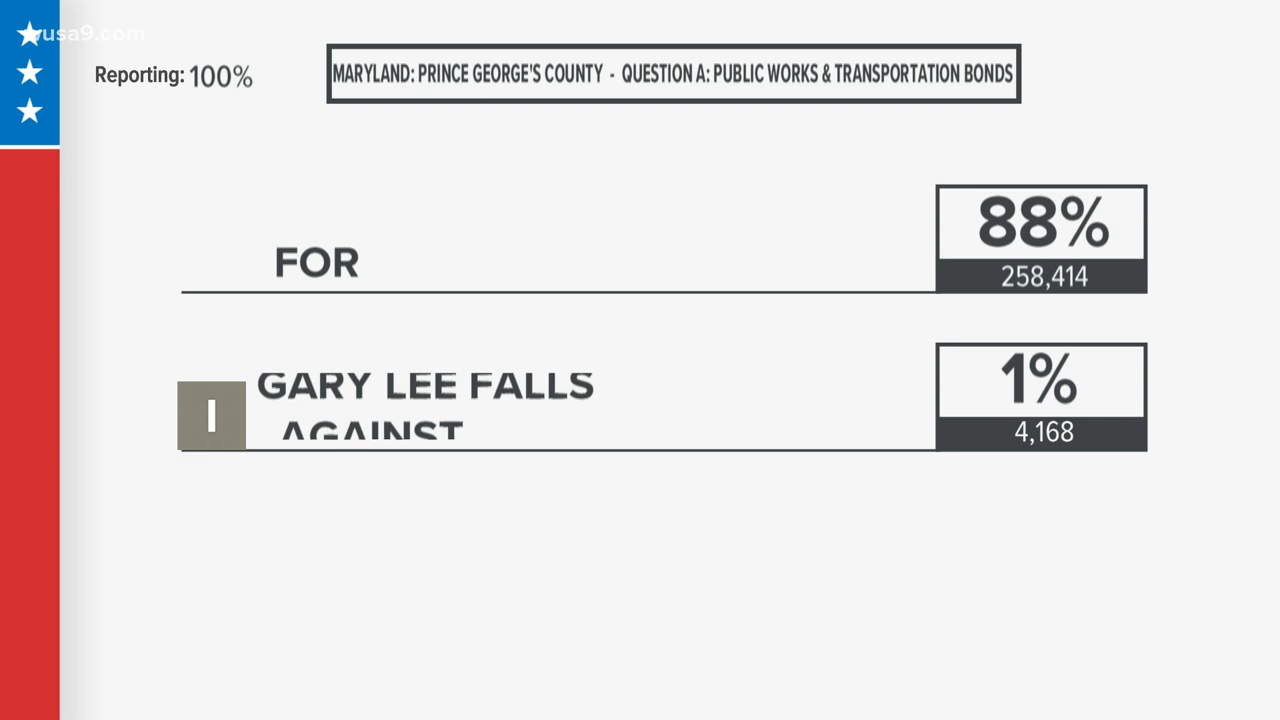 wusa9.com
Reporting: 100%
MARYLAND: PRINCE GEORGE'S COUNTY - QUESTION A: PUBLIC WORKS & TRANSPORTATION BONDS
FOR
88%
258,414
I
GARY LEE FALLS
AGAINST
1%
4,168